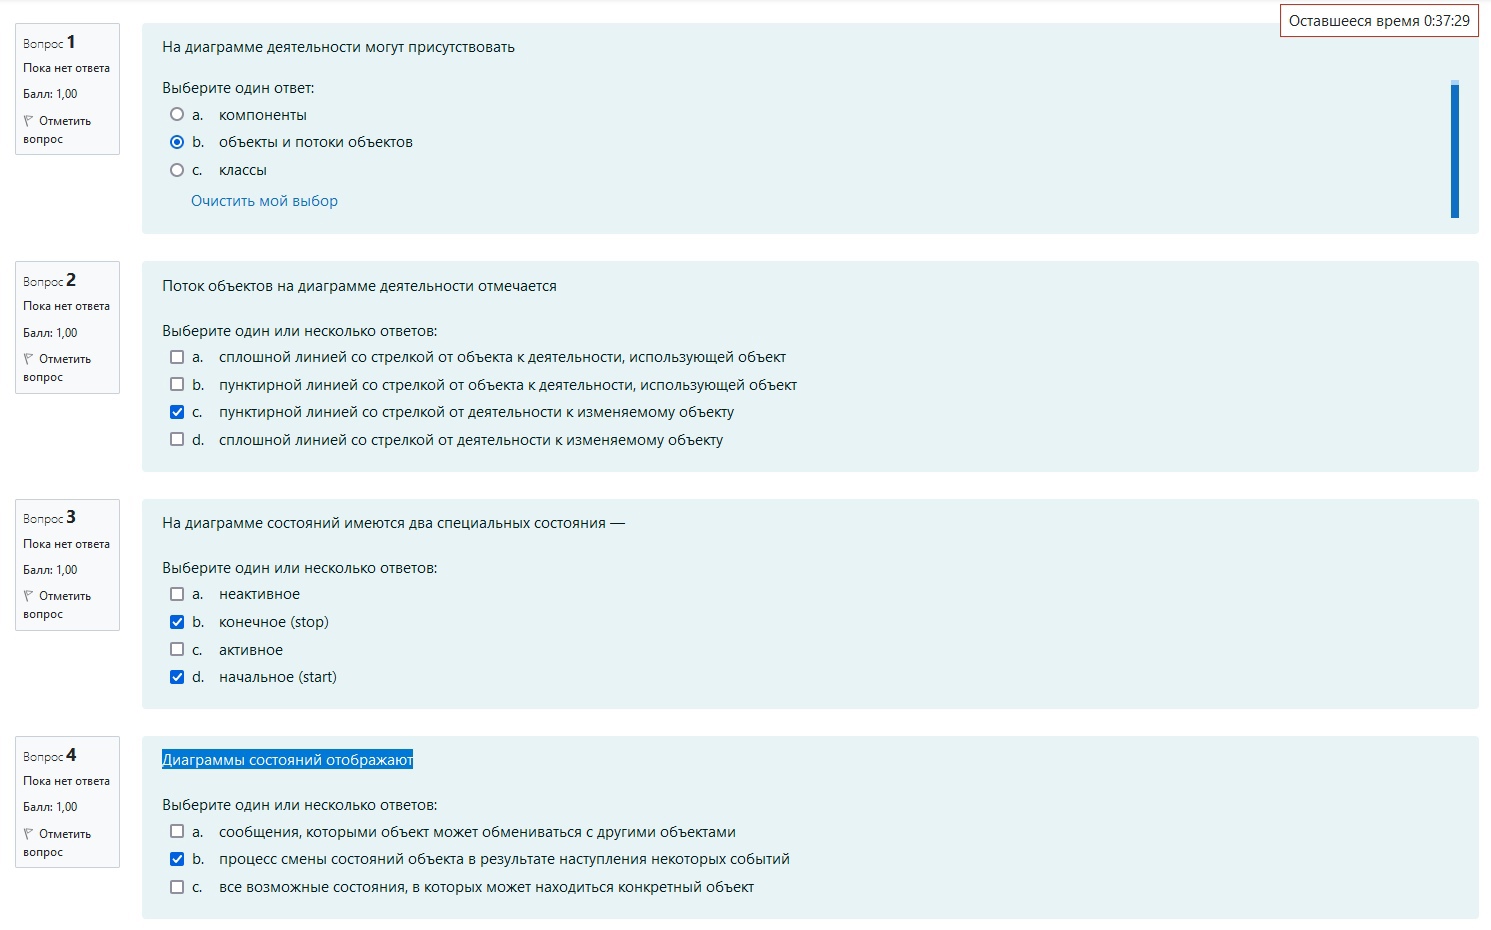 Оставшееся время 0:37:29
Вопрос 1
Пока нет ответа
Балл: 1,00
Отметить
вопрос
На диаграмме деятельности могут присутствовать
Выберите один ответ:
a. компоненты
b. объекты и потоки объектов
c. классы
Очистить мой выбор
Вопрос 2
Пока нет ответа
Балл: 1,00
Отметить
вопрос
Поток объектов на диаграмме деятельности отмечается
Выберите один или несколько ответов:
a. сплошной линией со стрелкой от объекта к деятельности, использующей объект
b. пунктирной линией со стрелкой от объекта к деятельности, использующей объект
c. пунктирной линией со стрелкой от деятельности к изменяемому объекту
d. сплошной линией со стрелкой от деятельности к изменяемому объекту
Вопрос 3
Пока нет ответа
Балл: 1,00
Отметить
вопрос
На диаграмме состояний имеются два специальных состояния —
Выберите один или несколько ответов:
a. неактивное
b. конечное (stop)
c. активное
d. начальное (start)
Вопрос 4
Пока нет ответа
Балл: 1,00
Отметить
вопрос
Диаграммы состояний отображают
Выберите один или несколько ответов:
a. сообщения, которыми объект может обмениваться с другими объектами
b. процесс смены состояний объекта в результате наступления некоторых событий
c. все возможные состояния, в которых может находиться конкретный объект